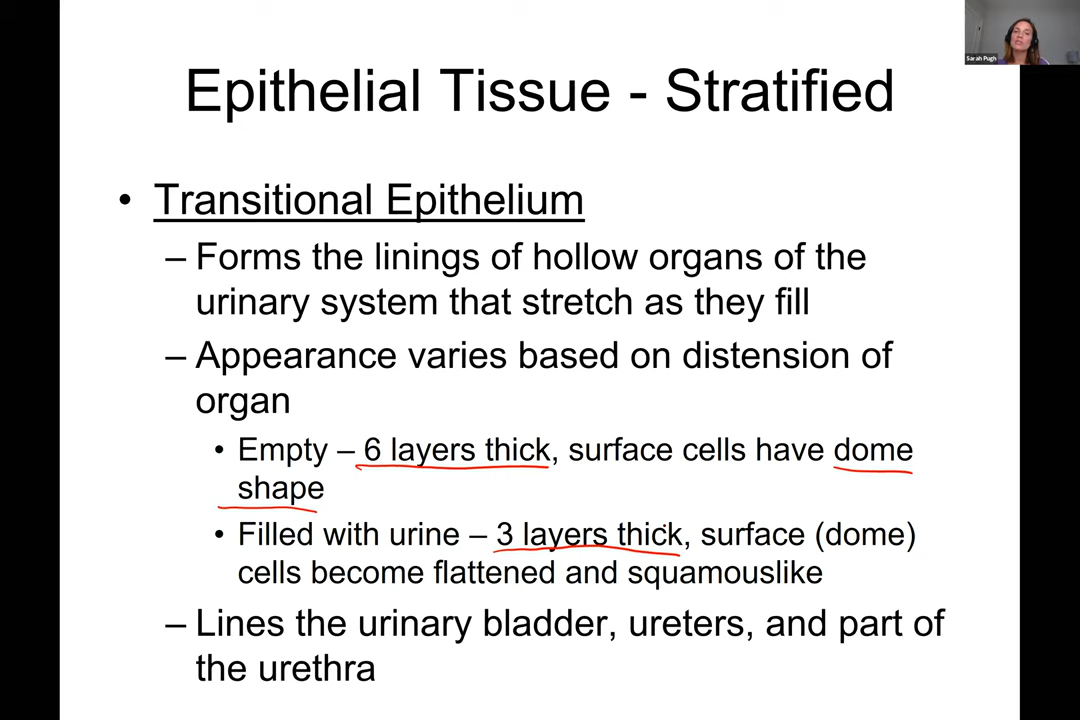 Sarah Pugh
Epithelial Tissue - Stratified
• Transitional Epithelium
– Forms the linings of hollow organs of the
urinary system that stretch as they fill
– Appearance varies based on distension of
organ
• Empty – 6 layers thick, surface cells have dome
shape
• Filled with urine – 3 layers thick, surface (dome)
cells become flattened and squamouslike
– Lines the urinary bladder, ureters, and part of
the urethra